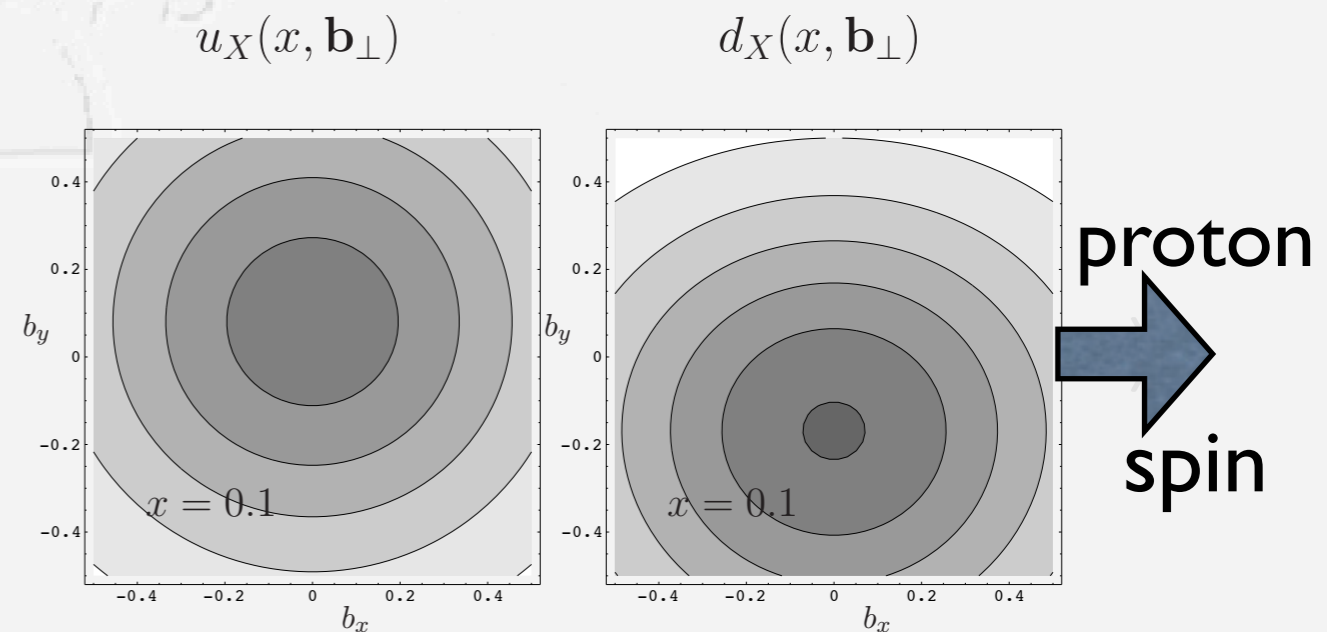 u_X(x, b_⊥)
d_X(x, b_⊥)
0.4
0.2
0
-0.2
-0.4
b_y
x = 0.1
-0.4 -0.2 0 0.2 0.4
b_x
0.4
0.2
0
-0.2
-0.4
b_y
x = 0.1
-0.4 -0.2 0 0.2 0.4
b_x
proton
spin